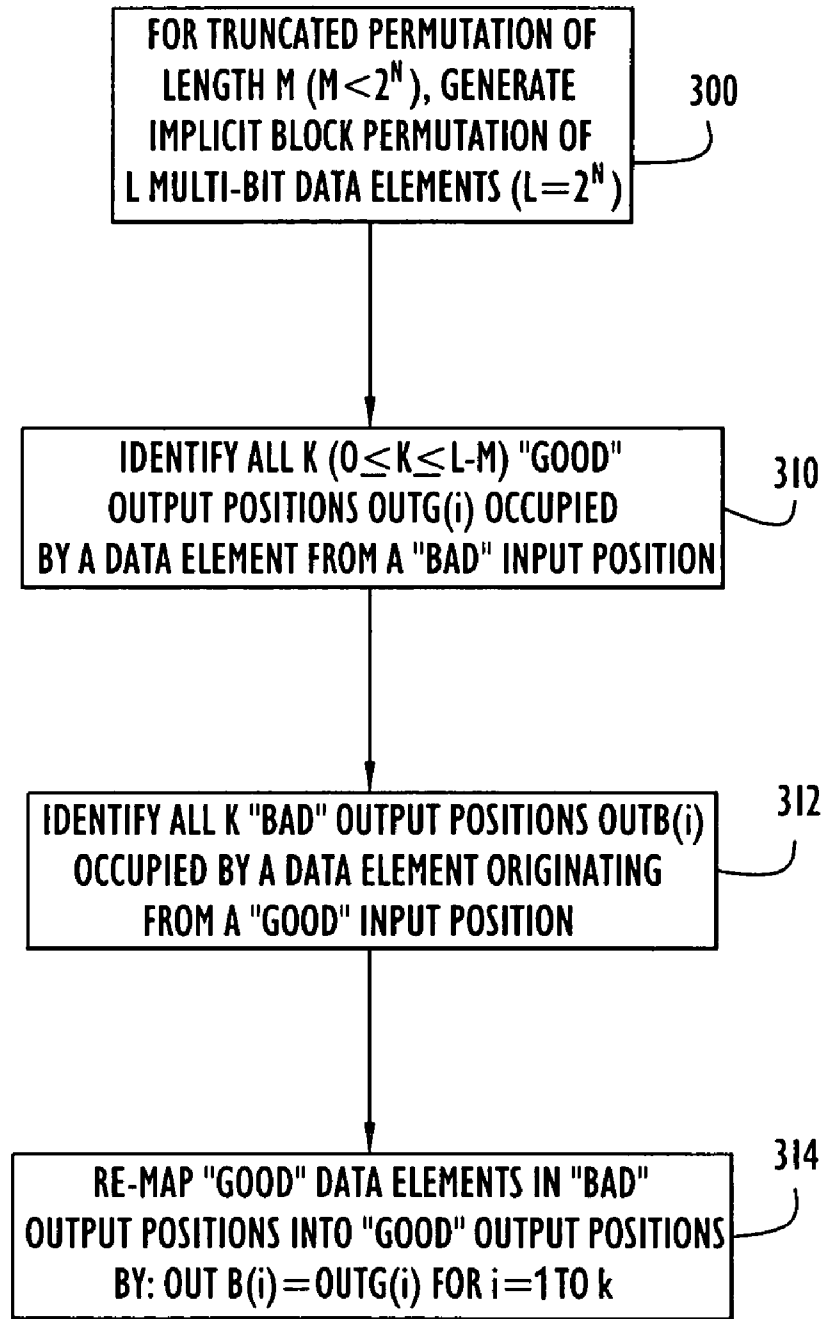 FOR TRUNCATED PERMUTATION OF
LENGTH M (M<2^N), GENERATE
IMPLICIT BLOCK PERMUTATION OF
L MULTI-BIT DATA ELEMENTS (L=2^N)
300
IDENTIFY ALL K (0≤K≤L-M) "GOOD"
OUTPUT POSITIONS OUTG(i) OCCUPIED
BY A DATA ELEMENT FROM A "BAD" INPUT POSITION
310
IDENTIFY ALL K "BAD" OUTPUT POSITIONS OUTB(i)
OCCUPIED BY A DATA ELEMENT ORIGINATING
FROM A "GOOD" INPUT POSITION
312
RE-MAP "GOOD" DATA ELEMENTS IN "BAD"
OUTPUT POSITIONS INTO "GOOD" OUTPUT POSITIONS
BY: OUT B(i)=OUTG(i) FOR i=1 TO k
314